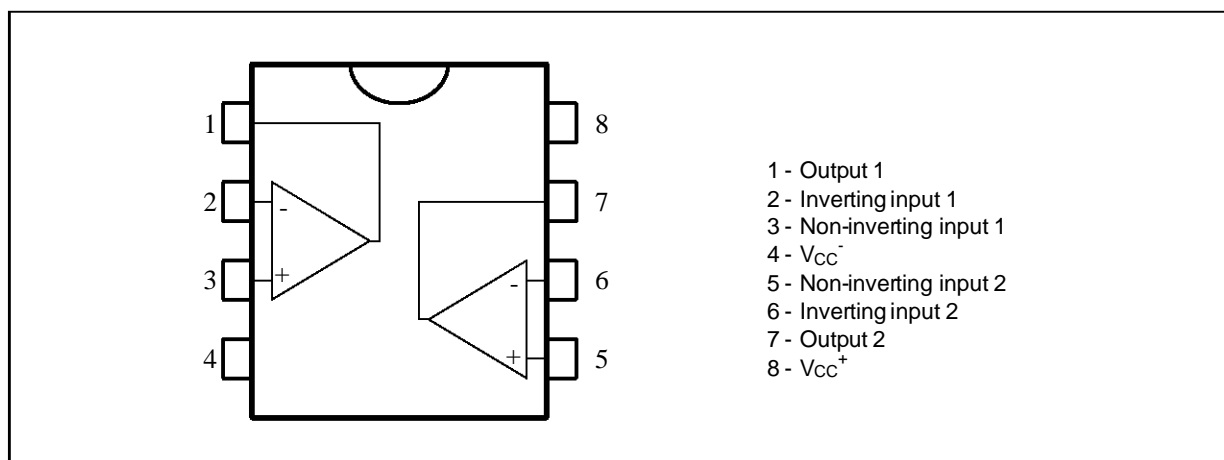 1
2
3
4
8
7
6
5
-
+
-
+
1 - Output 1
2 - Inverting input 1
3 - Non-inverting input 1
4 - VCC-
5 - Non-inverting input 2
6 - Inverting input 2
7 - Output 2
8 - VCC+